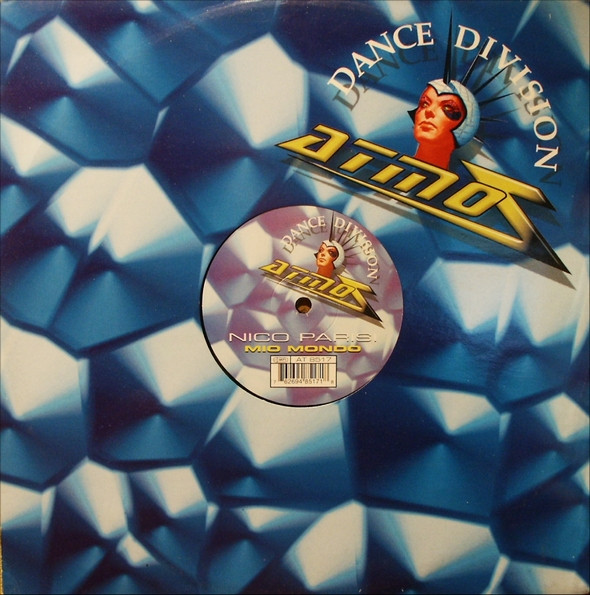 DANCE DIVISION
ATMOS
DANCE DIVISION
ATMOS
NICO PARIS.
MIO MONDO
AT 8517